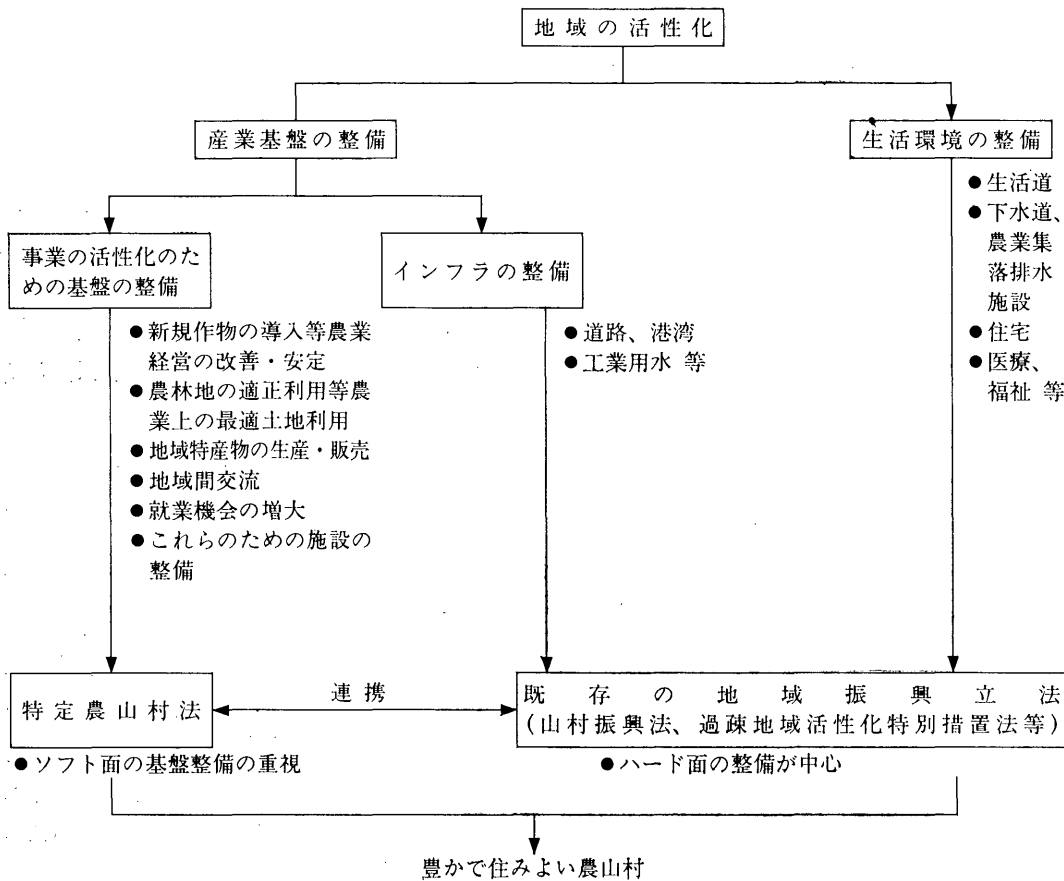 地域の活性化
産業基盤の整備
生活環境の整備
●生活道
●下水道、
農業集
落排水
施設
●住宅
●医療、
福祉 等
事業の活性化のた
めの基盤の整備
インフラの整備
●新規作物の導入等農業
経営の改善・安定
●農林地の適正利用等農
業上の最適土地利用
●地域特産物の生産・販売
●地域間交流
●就業機会の増大
●これらのための施設の
整備
●道路、港湾
●工業用水 等
特定農山村法
連携
既存の地域振興立法
(山村振興法、過疎地域活性化特別措置法等)
●ソフト面の基盤整備の重視
●ハード面の整備が中心
豊かで住みよい農山村